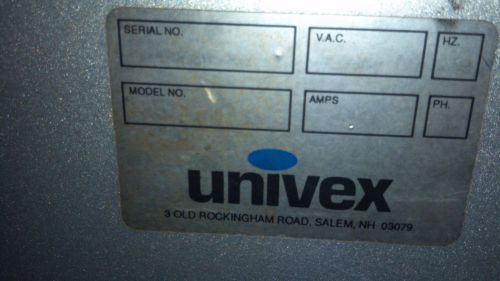 SERIAL NO. V.A.C. HZ.
MODEL NO. AMPS PH.
univex
3 OLD ROCKINGHAM ROAD, SALEM, NH 03079